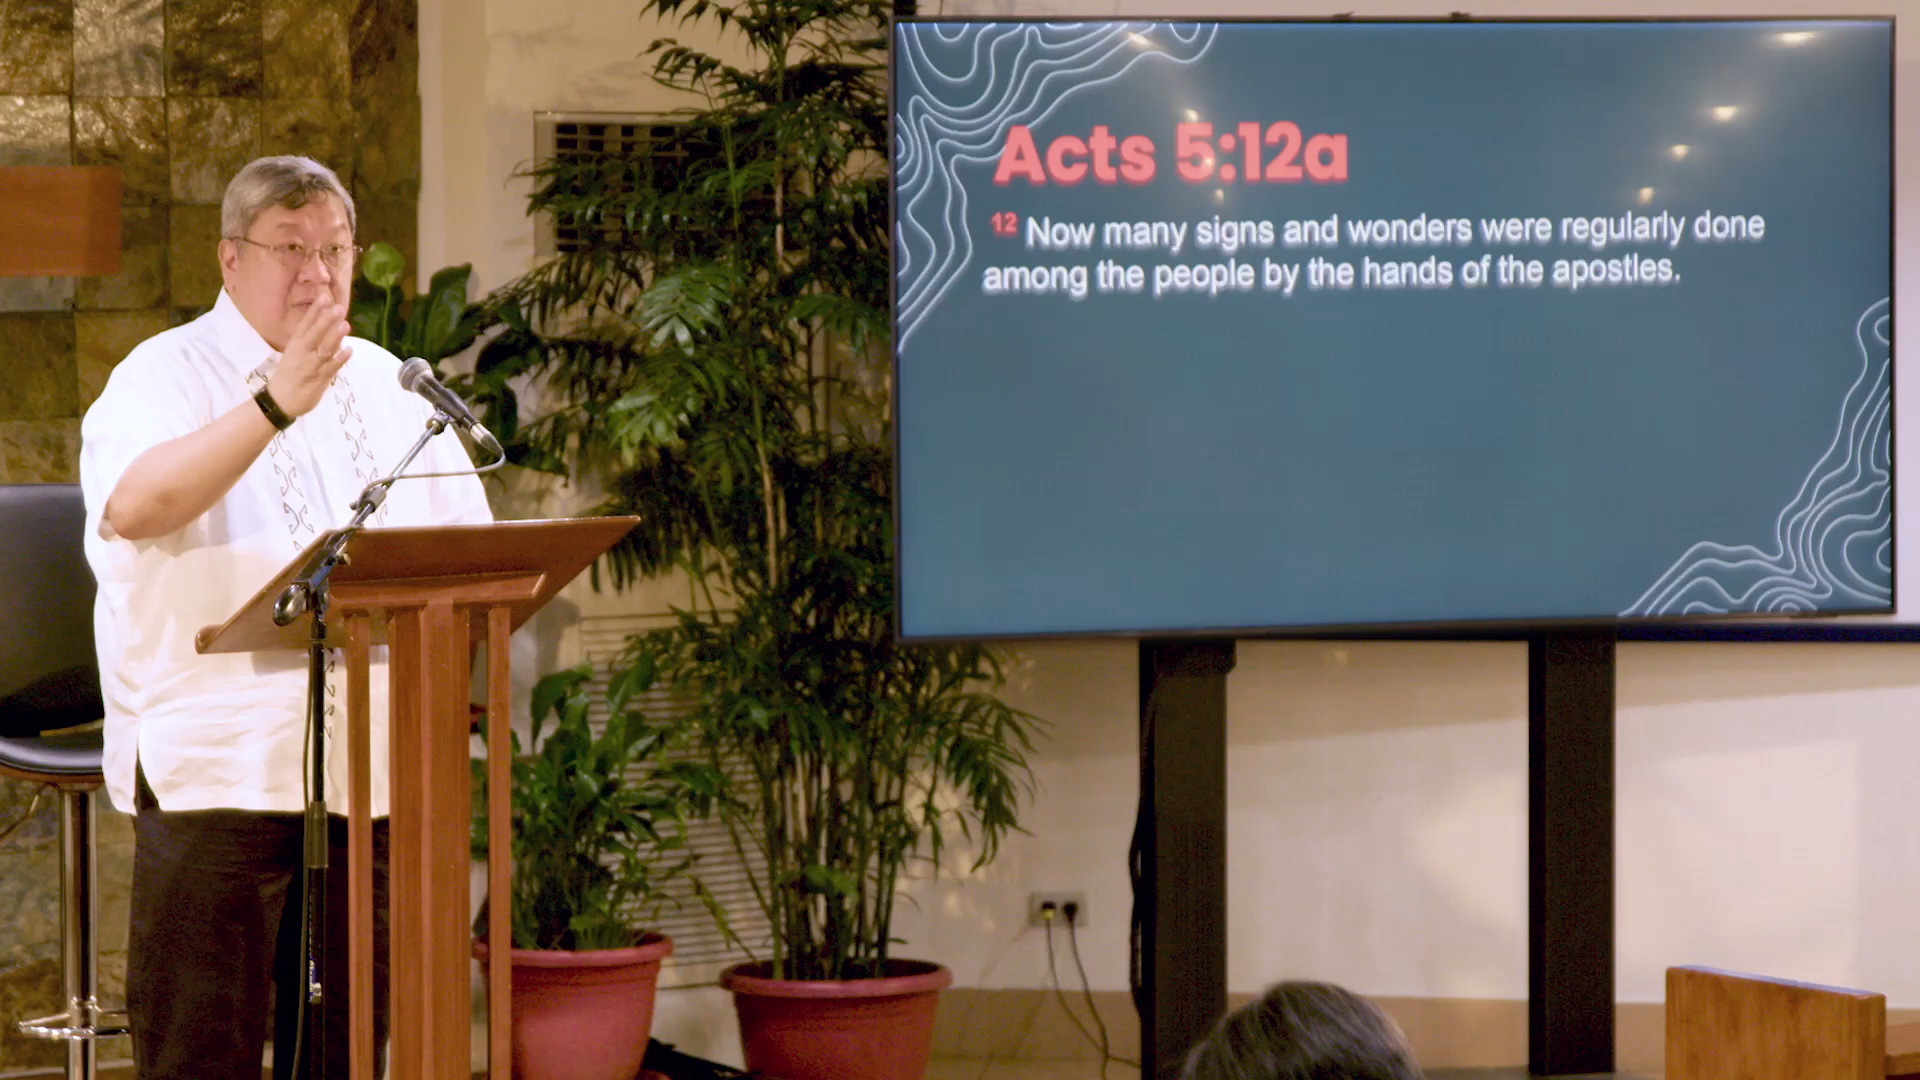 Acts 5:12a
12 Now many signs and wonders were regularly done
among the people by the hands of the apostles.